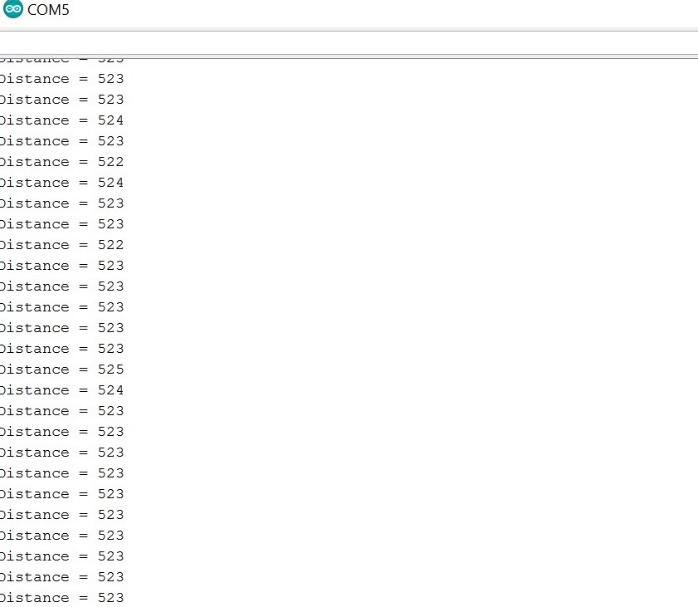 COM5
Distance = 523
Distance = 523
Distance = 523
Distance = 524
Distance = 523
Distance = 522
Distance = 524
Distance = 523
Distance = 523
Distance = 522
Distance = 523
Distance = 523
Distance = 523
Distance = 523
Distance = 523
Distance = 525
Distance = 524
Distance = 523
Distance = 523
Distance = 523
Distance = 523
Distance = 523
Distance = 523
Distance = 523
Distance = 523
Distance = 523
Distance = 523